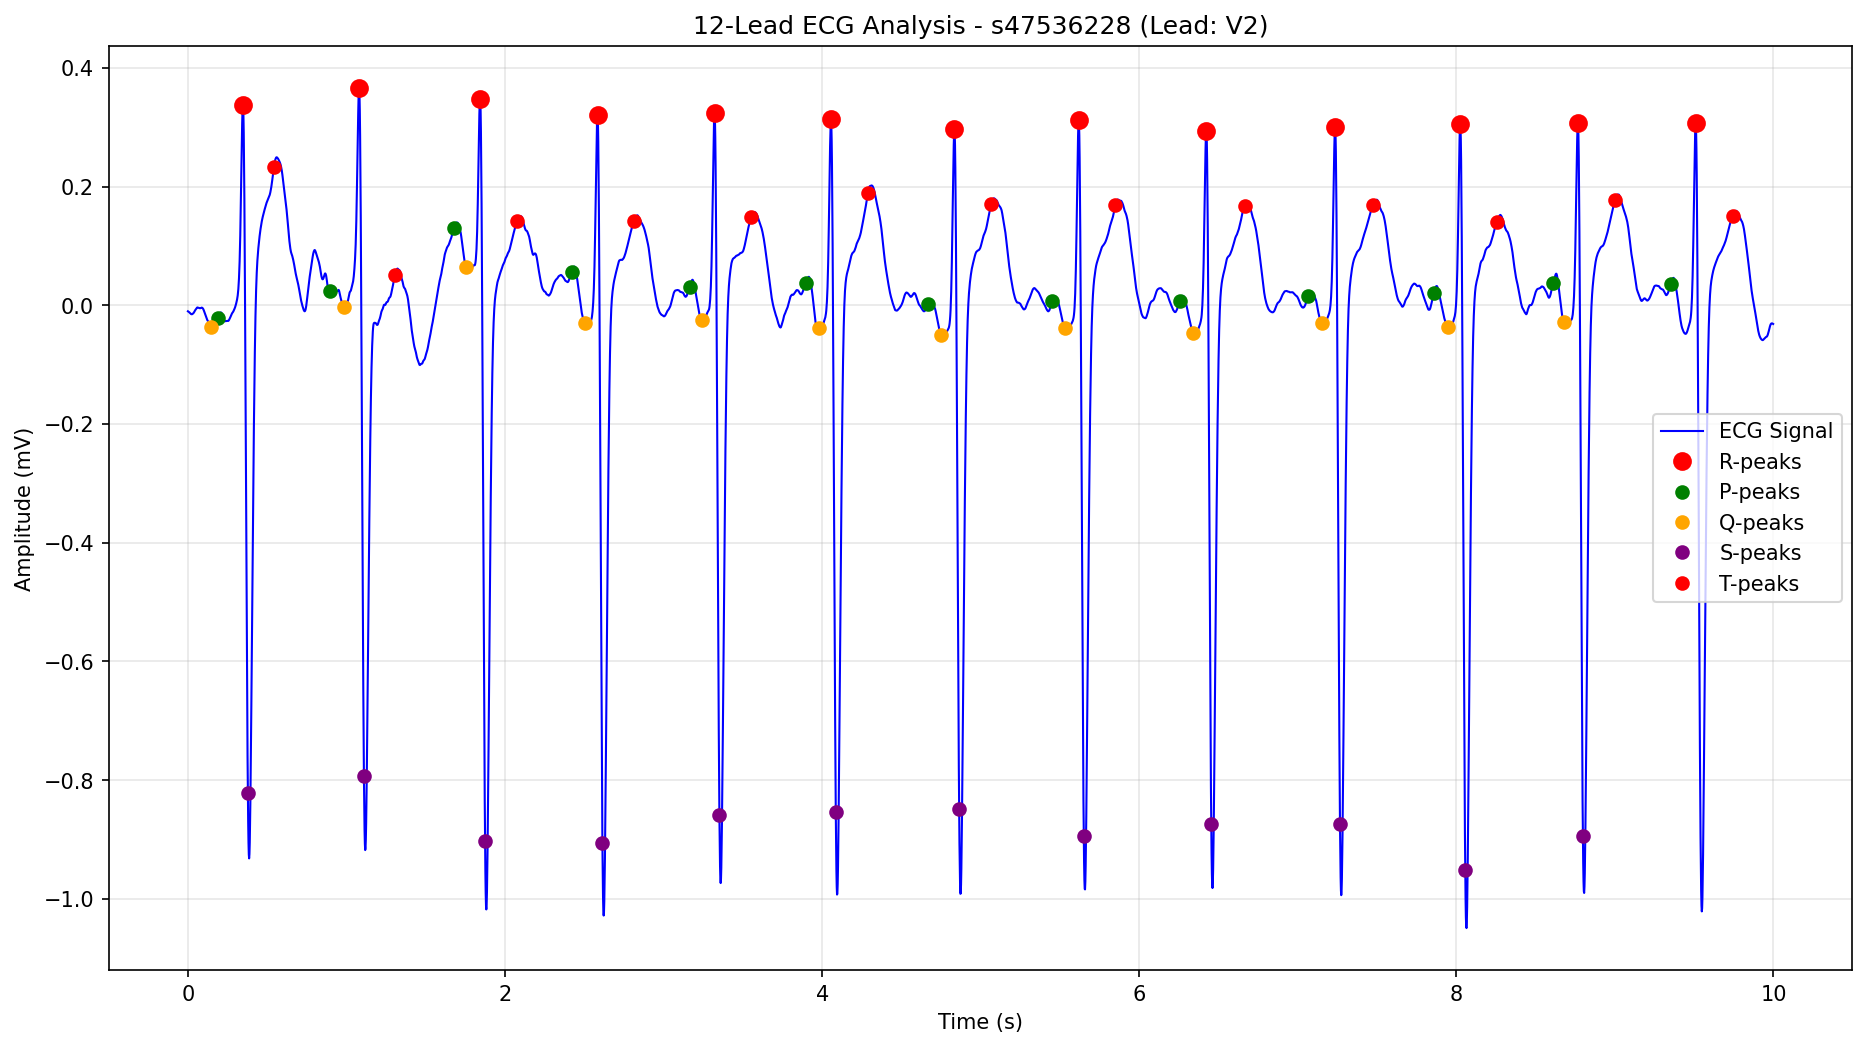 12-Lead ECG Analysis - s47536228 (Lead: V2)
Amplitude (mV)
0.4
0.2
0.0
−0.2
−0.4
−0.6
−0.8
−1.0
ECG Signal
R-peaks
P-peaks
Q-peaks
S-peaks
T-peaks
0 2 4 6 8 10
Time (s)